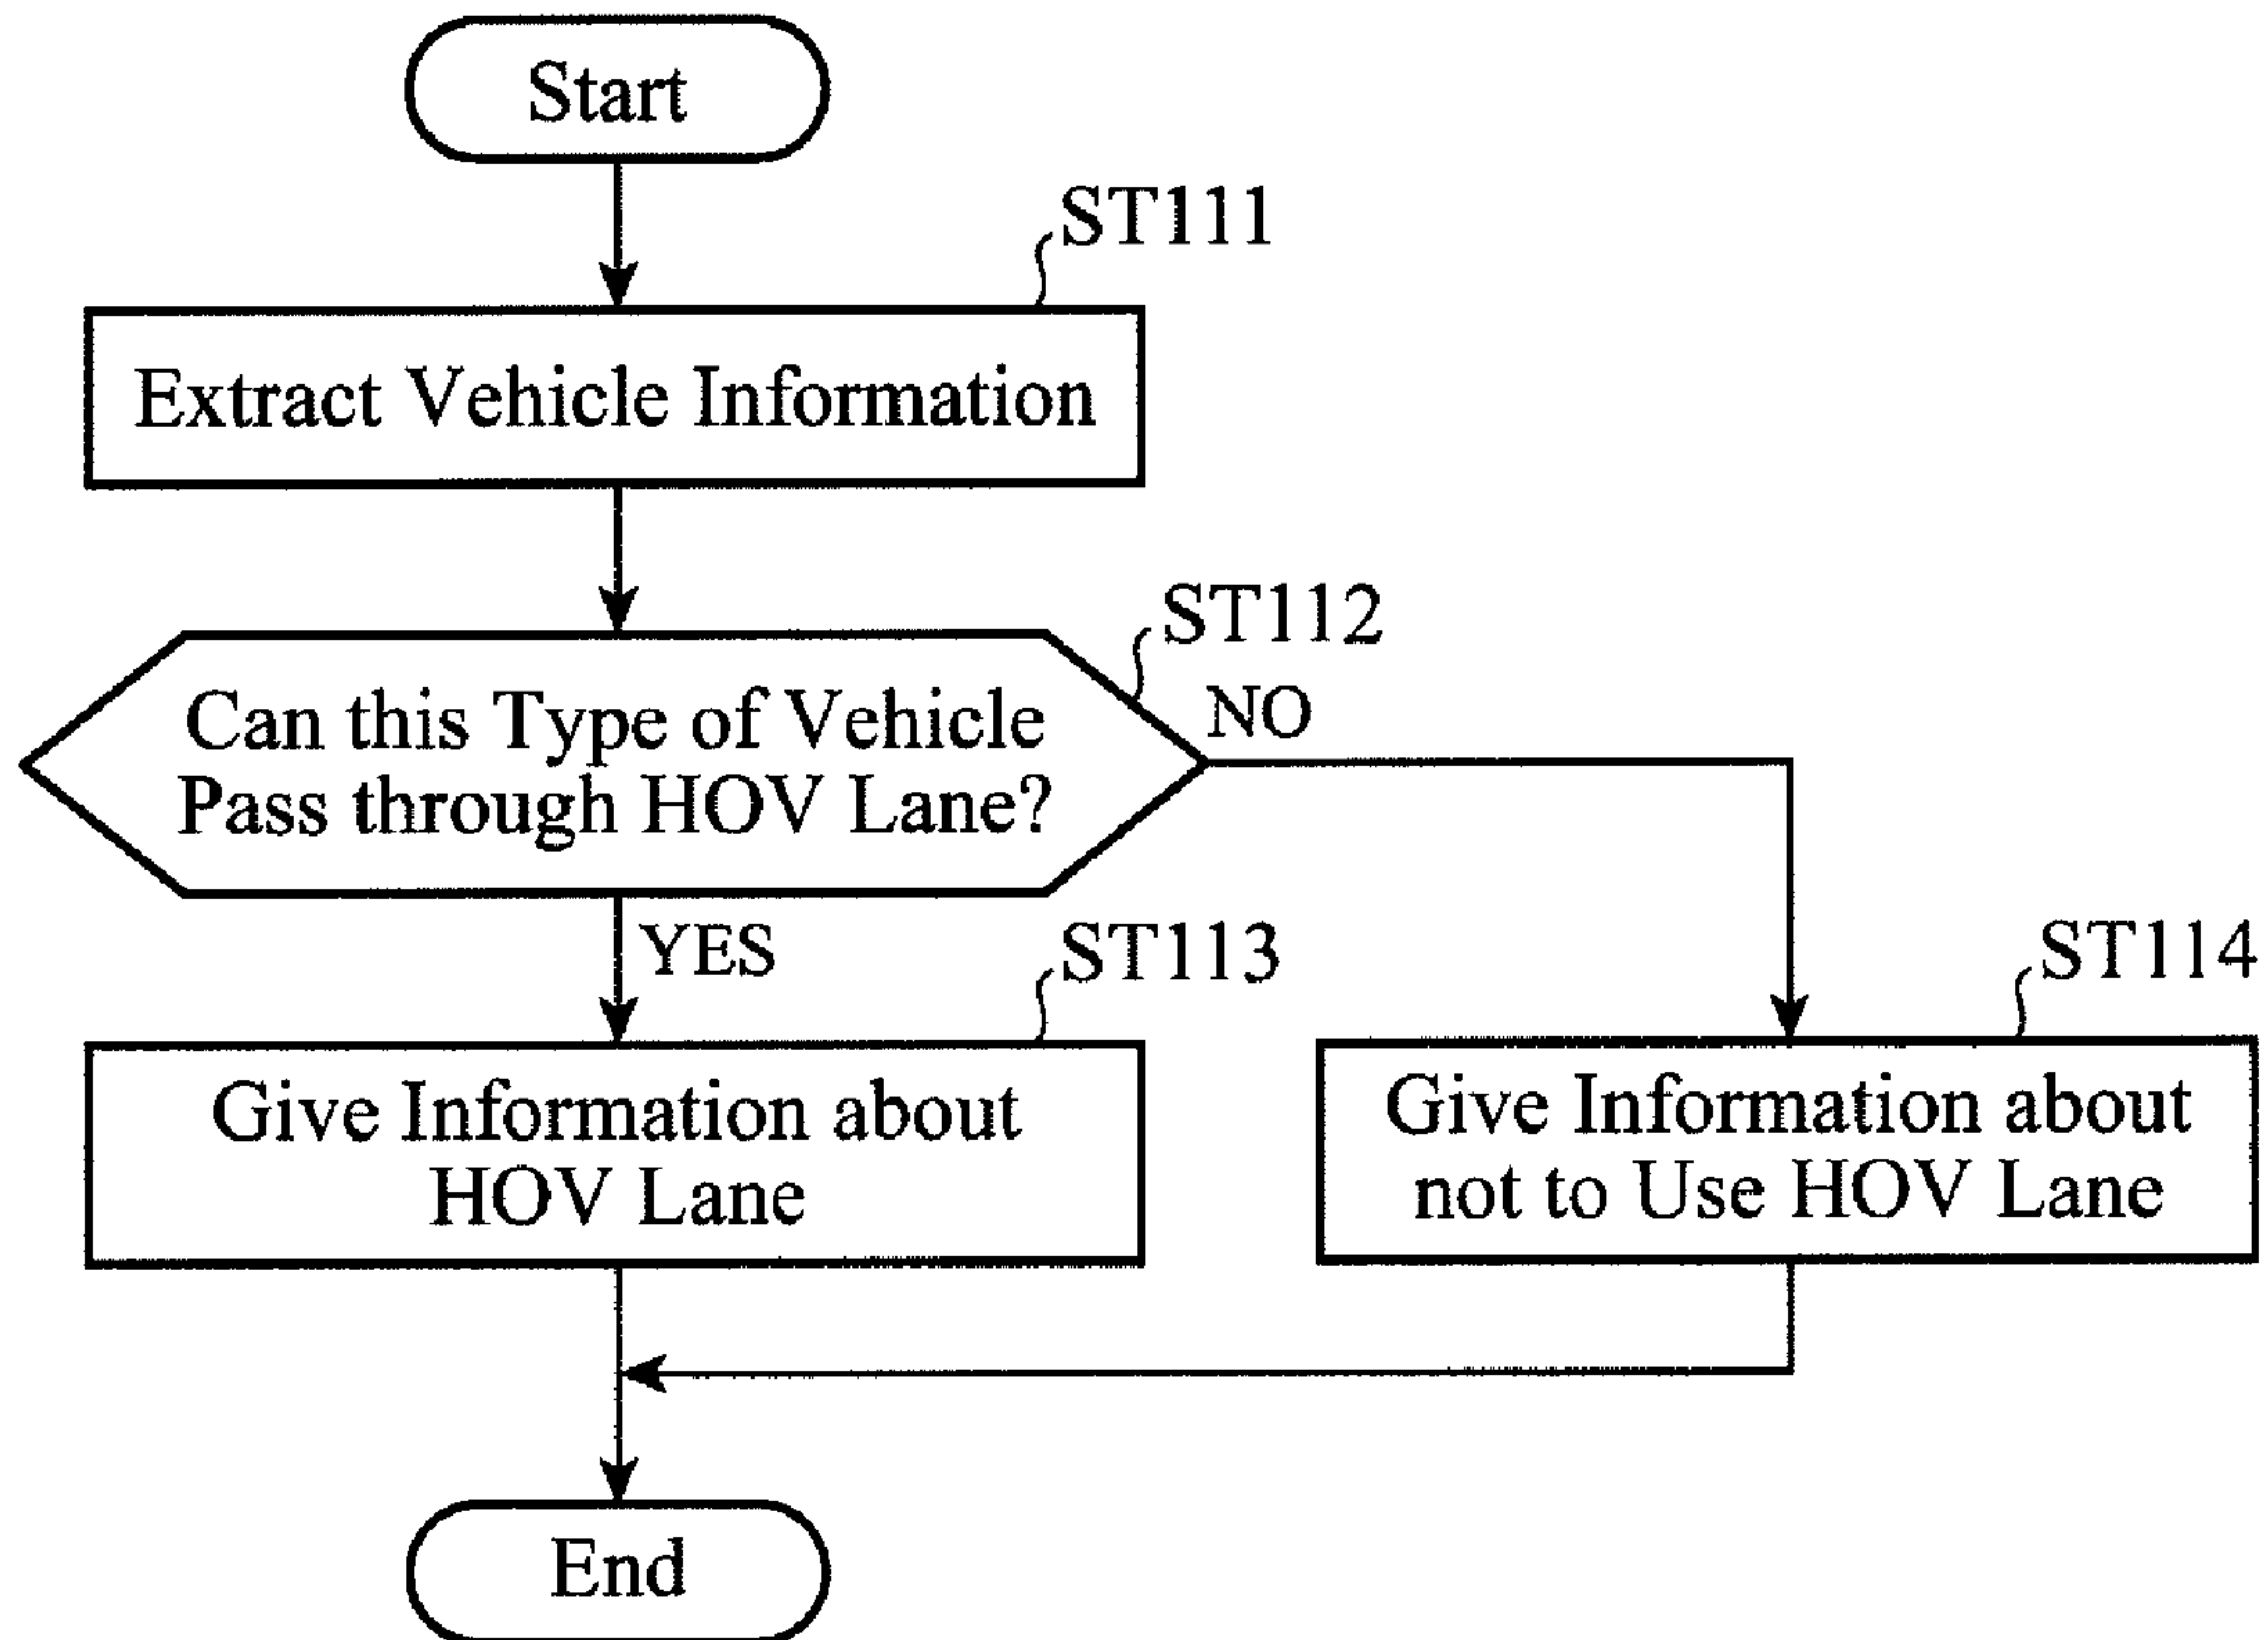 Start
ST111
Extract Vehicle Information
ST112
Can this Type of Vehicle
Pass through HOV Lane?
NO
YES
ST113
Give Information about
HOV Lane
ST114
Give Information about
not to Use HOV Lane
End